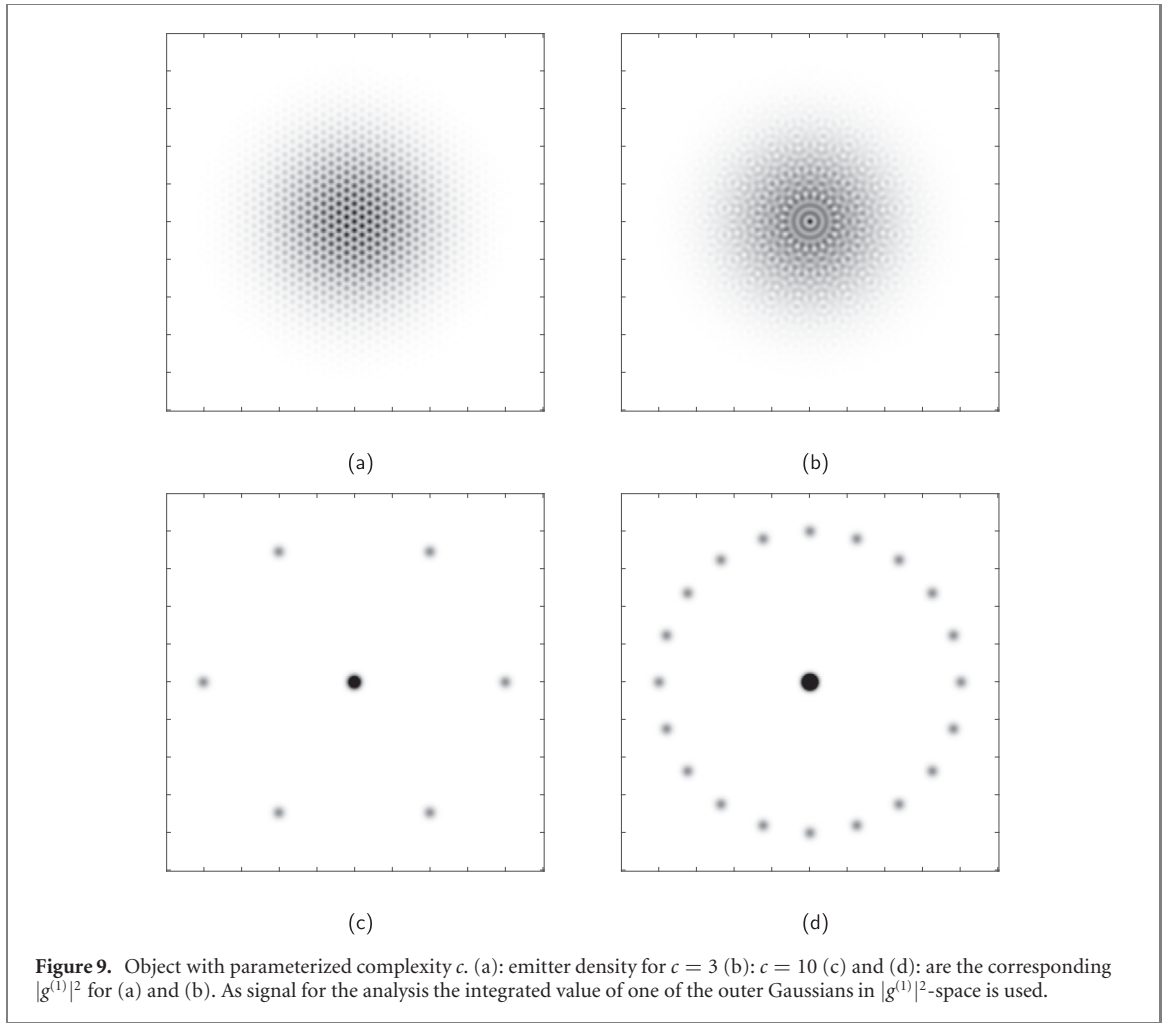 (a)
(b)
(c)
(d)
Figure 9. Object with parameterized complexity c. (a): emitter density for c = 3 (b): c = 10 (c) and (d): are the corresponding
|g⁽¹⁾|² for (a) and (b). As signal for the analysis the integrated value of one of the outer Gaussians in |g⁽¹⁾|²-space is used.